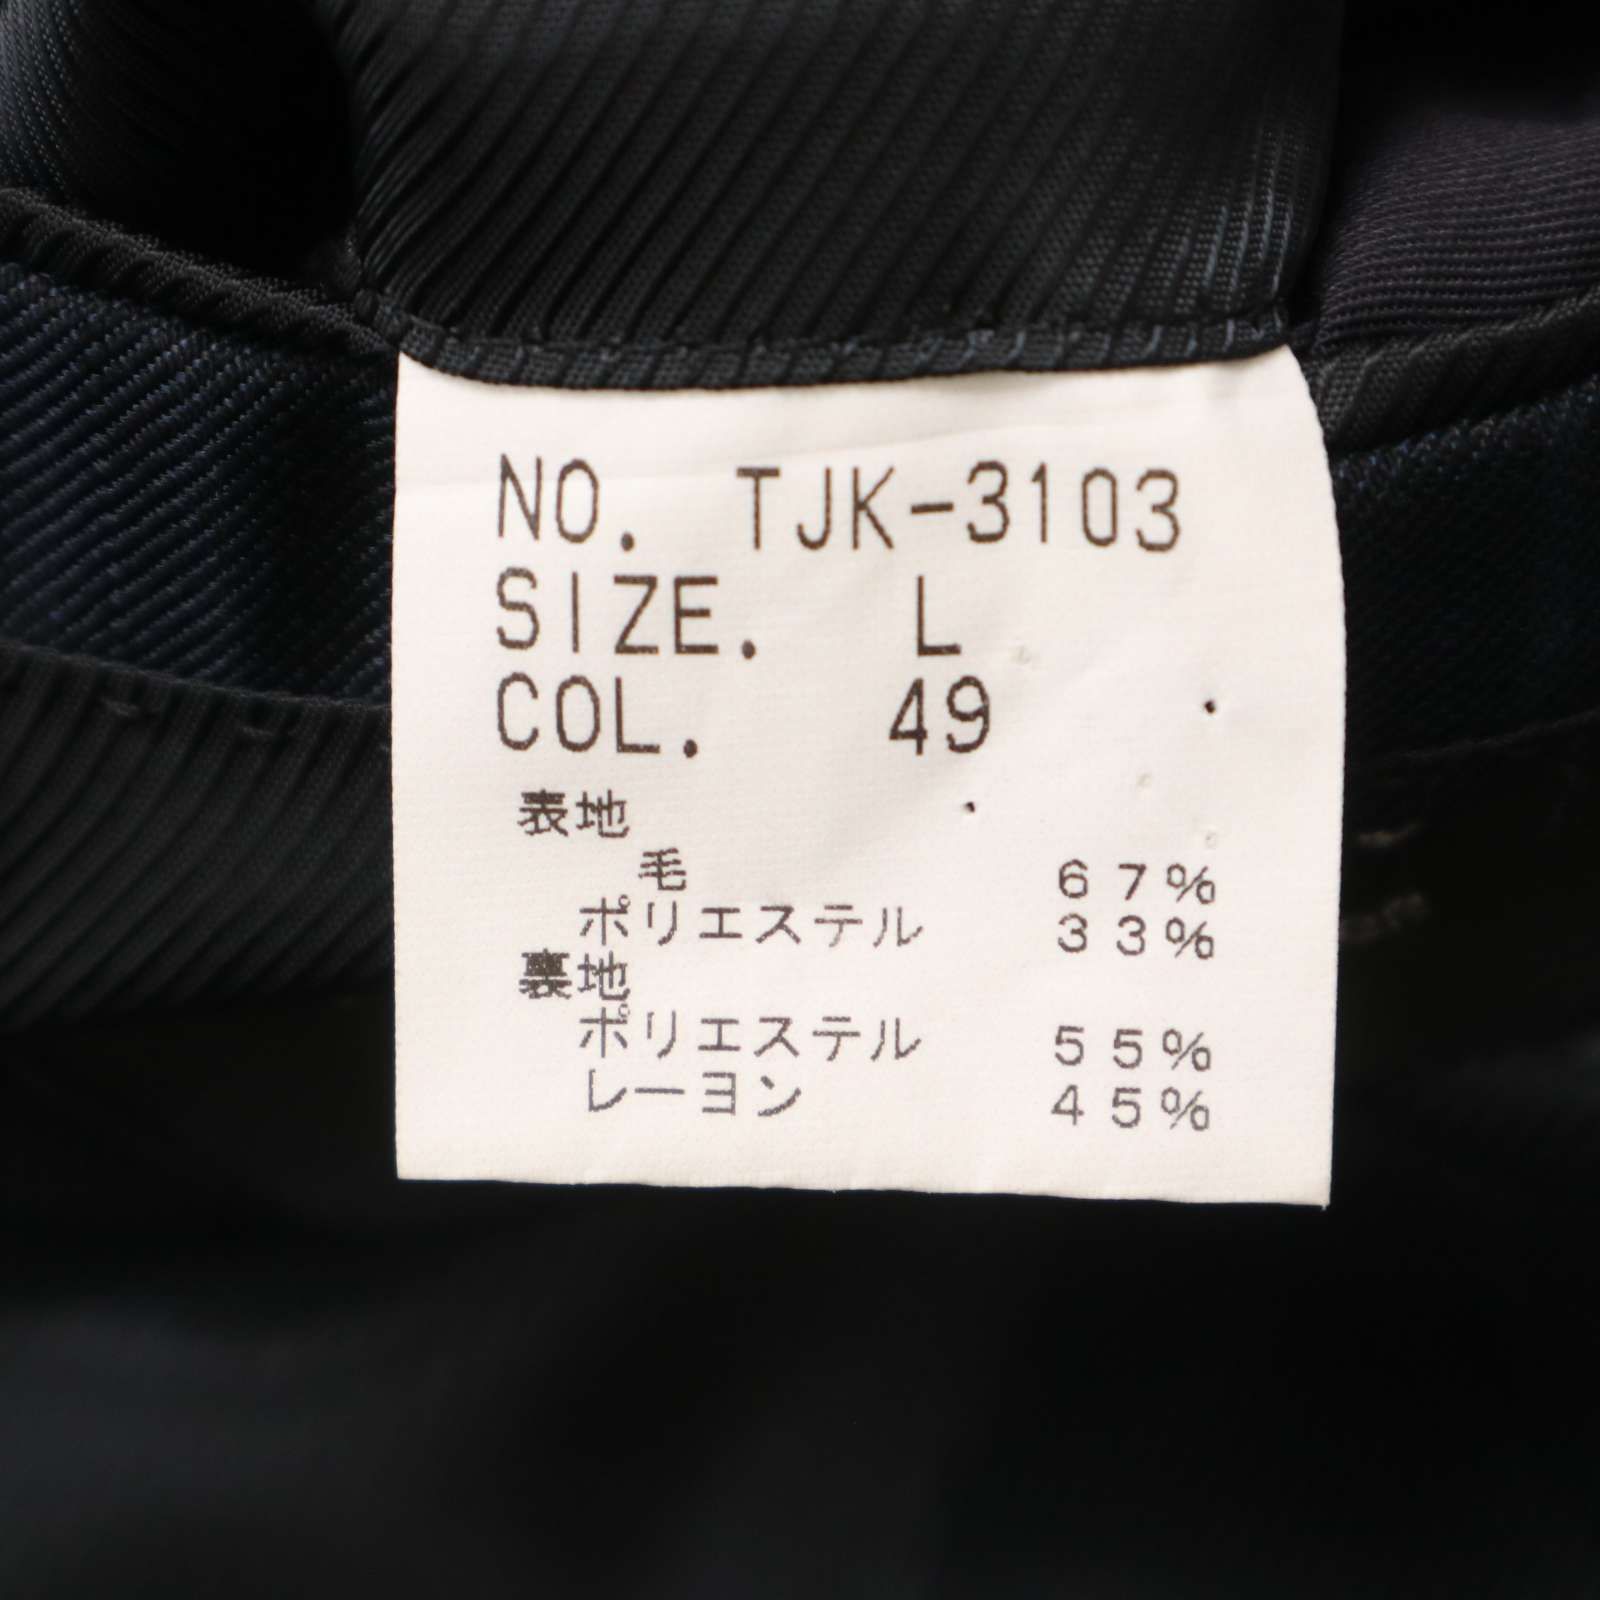 NO. TJK-3103
SIZE. L
COL. 49
表地
毛 67%
ポリエステル 33%
裏地
ポリエステル 55%
レーヨン 45%